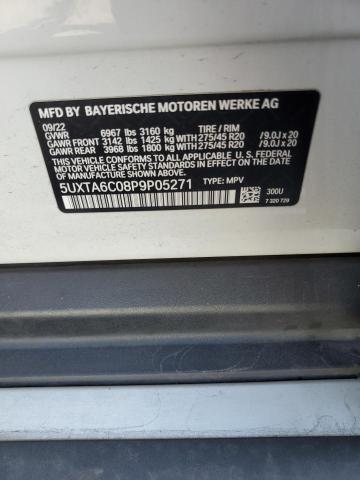 MFD BY BAYERISCHE MOTOREN WERKE AG
09/22 TIRE / RIM
GVWR 6967 lbs 3160 kg
GAWR FRONT 3142 lbs 1425 kg WITH 275/45 R20 /9.0J x 20
GAWR REAR 3968 lbs 1800 kg WITH 275/45 R20 /9.0J x 20
THIS VEHICLE CONFORMS TO ALL APPLICABLE U.S. FEDERAL
MOTOR VEHICLE SAFETY STANDARDS IN EFFECT ON THE
DATE OF MANUFACTURE SHOWN ABOVE.
5UXTA6C08P9P05271 TYPE: MPV
300U
7 320 729